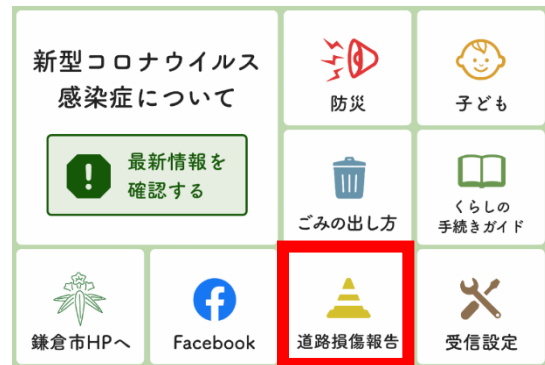 新型コロナウイルス
感染症について
最新情報を
確認する
防災
子ども
ごみの出し方
くらしの
手続きガイド
鎌倉市HPへ
Facebook
道路損傷報告
受信設定